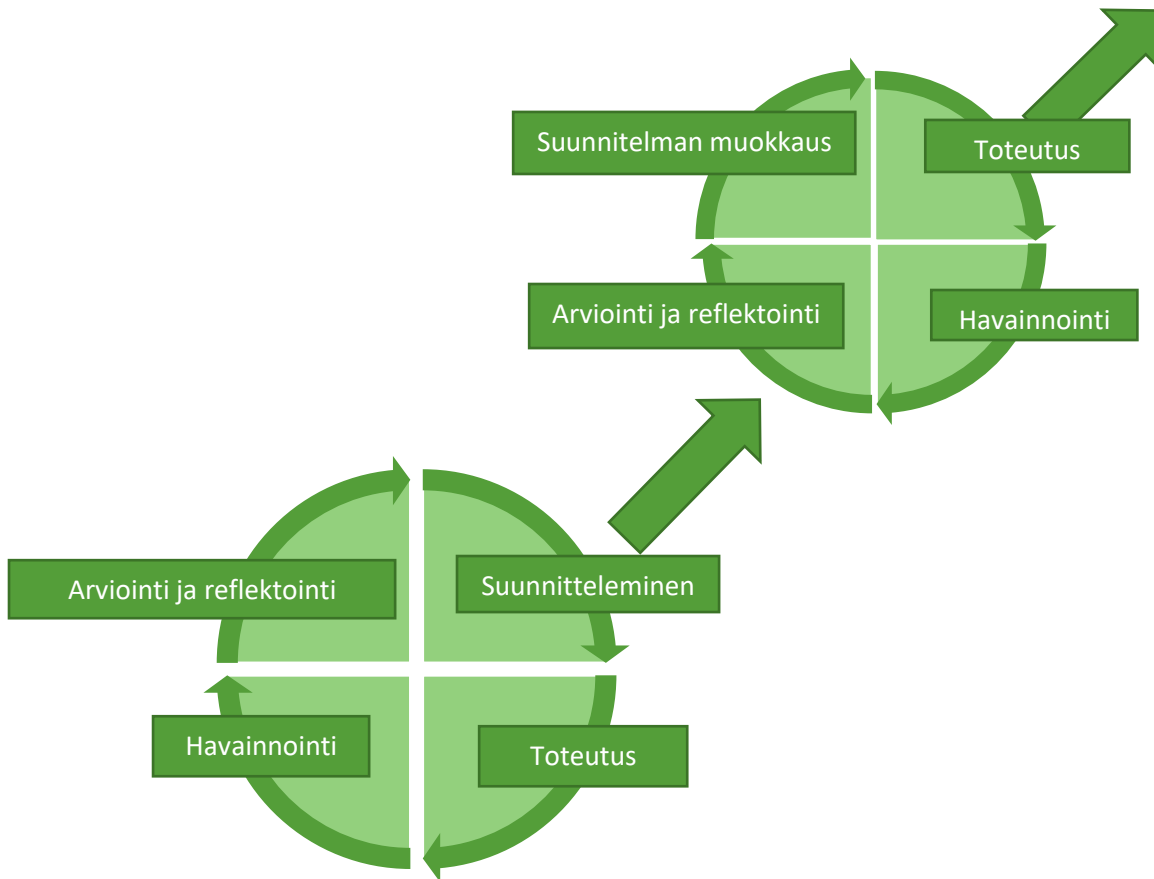 Suunnitelman muokkaus
Toteutus
Arviointi ja reflektointi
Havainnointi
Arviointi ja reflektointi
Suunnitteleminen
Havainnointi
Toteutus